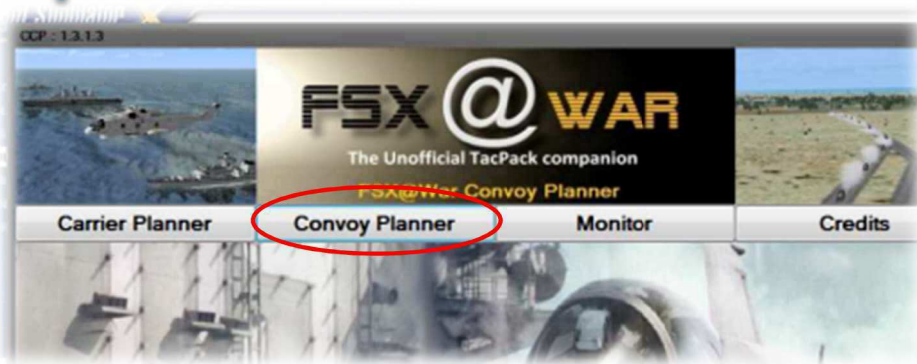 CCP : 1.3.1.3
FSX @ WAR
The Unofficial TacPack companion
FSX@War Convoy Planner
Carrier Planner
Convoy Planner
Monitor
Credits